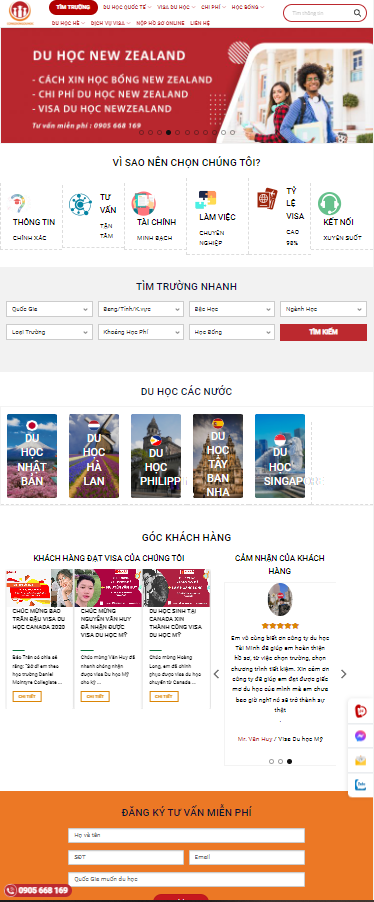 TÌM TRƯỜNG
DU HỌC QUỐC TẾ
VISA DU HỌC
CHI PHÍ
HỌC BỔNG
Tìm kiếm...
DU HỌC HÈ
DỊCH VỤ VISA
NỘP HỒ SƠ ONLINE
LIÊN HỆ
DU HỌC NEW ZEALAND
- CÁCH XIN HỌC BỔNG NEW ZEALAND
- CHI PHÍ DU HỌC NEW ZEALAND
- VISA DU HỌC NEWZEALAND
Tư vấn miễn phí : 0905 668 169
VÌ SAO NÊN CHỌN CHÚNG TÔI?
THÔNG TIN
CHÍNH XÁC
TƯ
VẤN
TẬN
TÂM
TÀI CHÍNH
MINH BẠCH
LÀM VIỆC
CHUYÊN
NGHIỆP
TỶ
LỆ
VISA
CAO
98%
KẾT NỐI
XUYÊN SUỐT
TÌM TRƯỜNG NHANH
Quốc Gia
Bang/Tỉnh/K.vực
Bậc Học
Ngành Học
Loại Trường
Khoảng Học Phí
Học Bổng
TÌM KIẾM
DU HỌC CÁC NƯỚC
DU
HỌC
NHẬT
BẢN
DU
HỌC
HÀ
LAN
DU
HỌC
PHILIPP
DU
HỌC
TÂY
BAN
NHA
DU
HỌC
SINGAPO
GÓC KHÁCH HÀNG
KHÁCH HÀNG ĐẠT VISA CỦA CHÚNG TÔI
CHÚC MỪNG BẢO
TRÂN ĐẬU VISA DU
HỌC CANADA 2020
Bảo Trân có chia sẻ
rằng: "Bố dì em theo
học trường Daniel
McIntyre Collegiate ...
CHI TIẾT
CHÚC MỪNG
NGUYỄN VĂN HUY
ĐÃ NHẬN ĐƯỢC
VISA DU HỌC MỸ
Chúc mừng Văn Huy đã
nhanh chóng nhận
được visa Du học Mỹ
cho kỳ ...
CHI TIẾT
DU HỌC SINH TẠI
CANADA XIN
THÀNH CÔNG VISA
DU HỌC MỸ
Chúc mừng Hoàng
Long, em đã chinh
phục được visa du học
chuyển từ Canada ...
CHI TIẾT
CẢM NHẬN CỦA KHÁCH
HÀNG
Em vô cùng biết ơn công ty du học
Tài Minh đã giúp em hoàn thiện
hồ sơ, từ việc chọn trường, chọn
chương trình tiết kiệm. Xin cảm ơn
công ty đã giúp em đạt được giấc
mơ du học của mình mà em chưa
bao giờ nghĩ nó sẽ trở thành sự
thật
.
Mr. Văn Huy / Visa Du học Mỹ
ĐĂNG KÝ TƯ VẤN MIỄN PHÍ
Họ và tên
SĐT
Email
Quốc Gia muốn du học
0905 668 169
Zalo